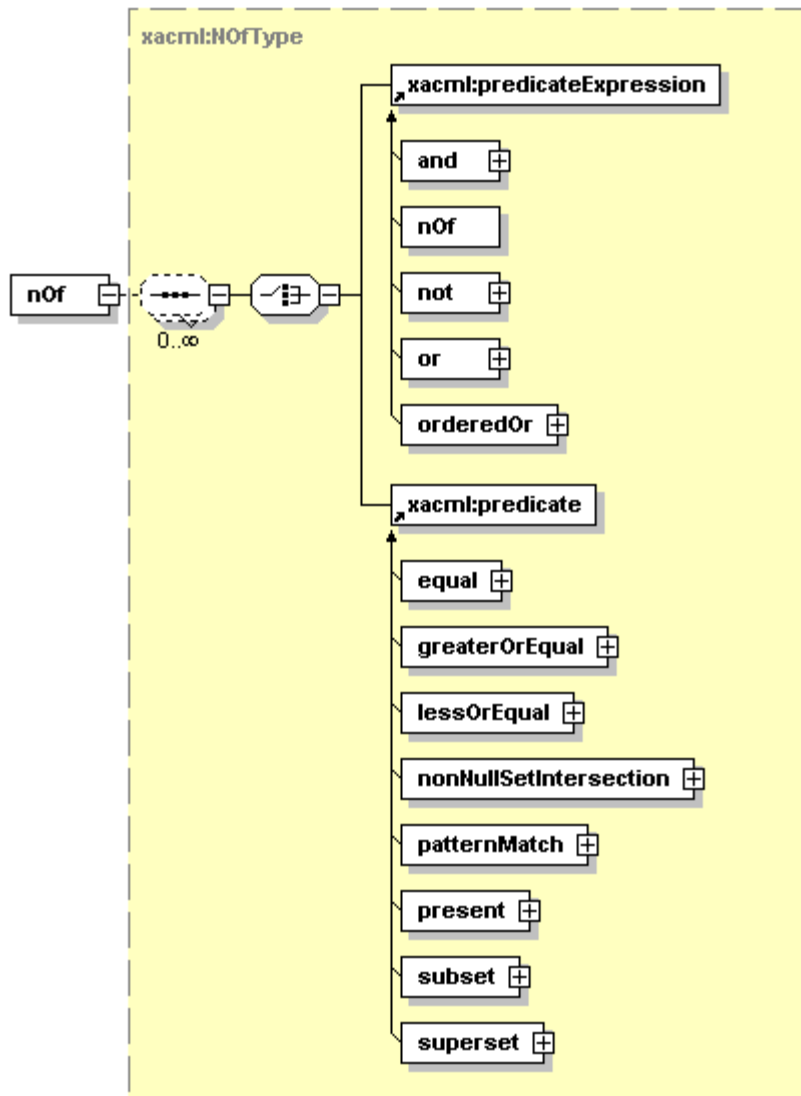 xacml:NOfType
xacml:predicateExpression
and
nOf
not
nOf
0..∞
or
orderedOr
xacml:predicate
equal
greaterOrEqual
lessOrEqual
nonNullSetIntersection
patternMatch
present
subset
superset